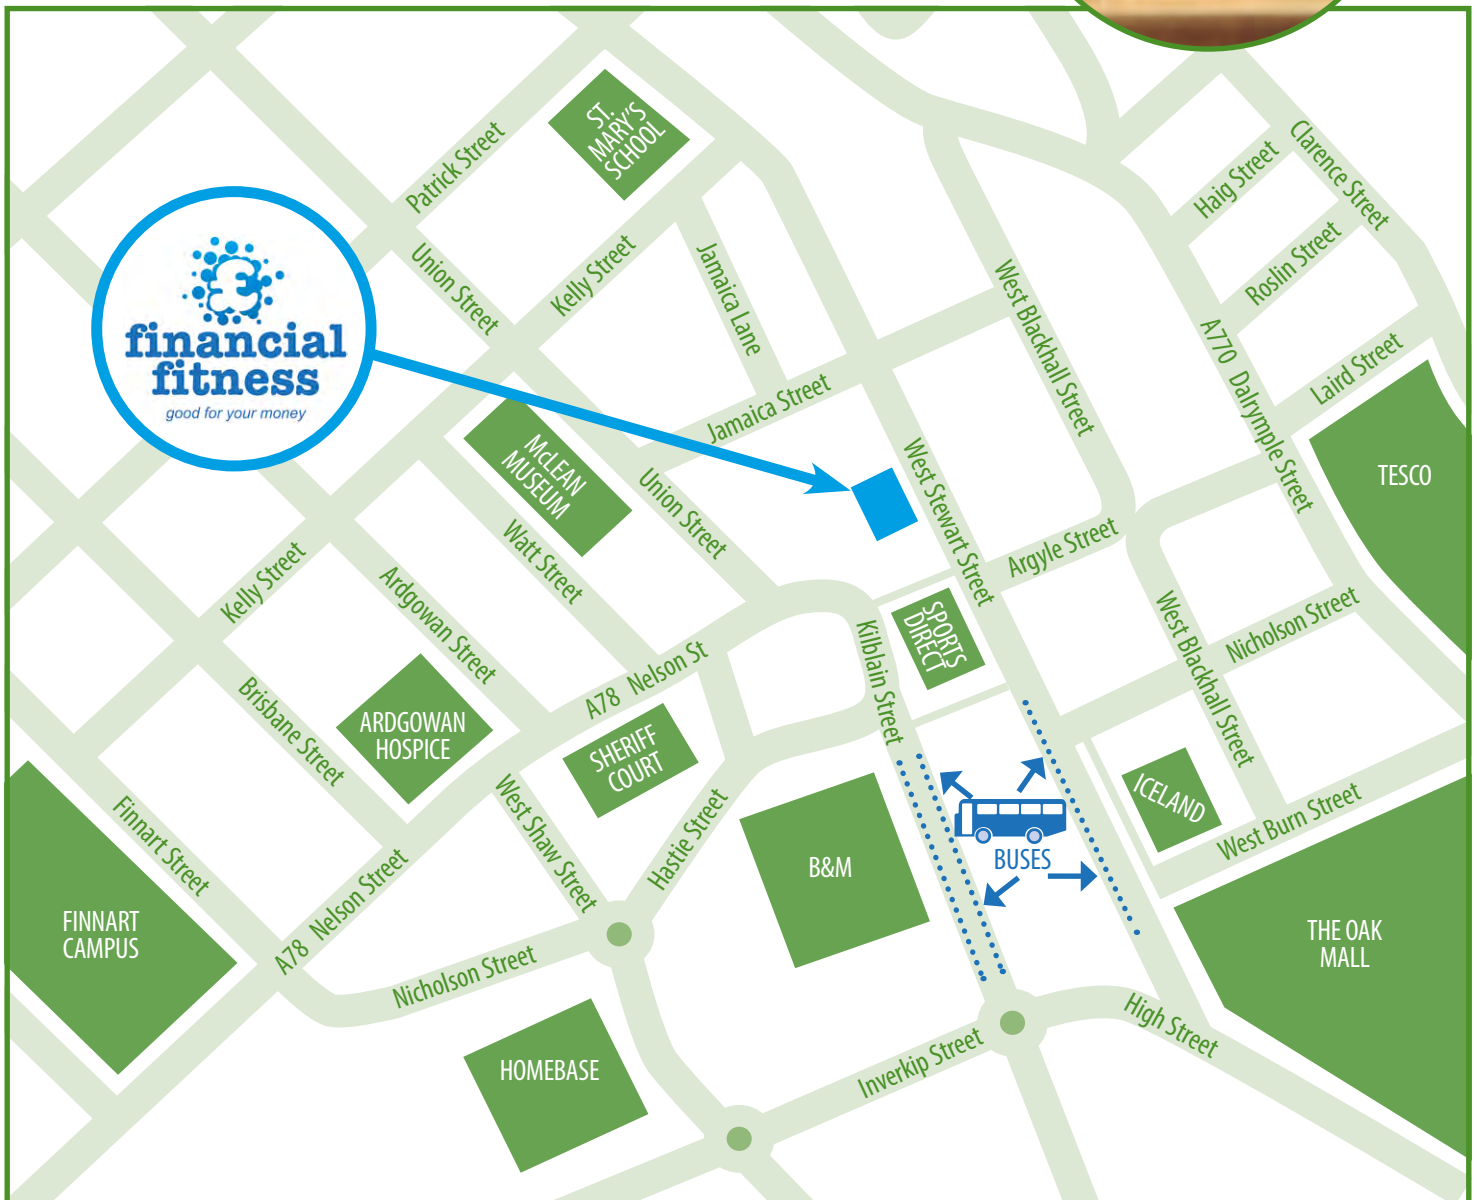 ST.
MARY'S
SCHOOL
Patrick Street
Clarence Street
Haig Street
Roslin Street
Union Street
Kelly Street
Jamaica Lane
West Blackhall Street
A770 Dalrymple Street
Laird Street
financial
fitness
good for your money
Jamaica Street
McLEAN
MUSEUM
Union Street
West Stewart Street
TESCO
Watt Street
Argyle Street
Kelly Street
Ardgowan Street
SPORTS
DIRECT
West Blackhall Street
Nicholson Street
Kilblain Street
A78 Nelson St
Brisbane Street
ARDGOWAN
HOSPICE
SHERIFF
COURT
ICELAND
West Burn Street
Finnart Street
West Shaw Street
Hastie Street
B&M
BUSES
A78 Nelson Street
FINNART
CAMPUS
THE OAK
MALL
Nicholson Street
High Street
HOMEBASE
Inverkip Street